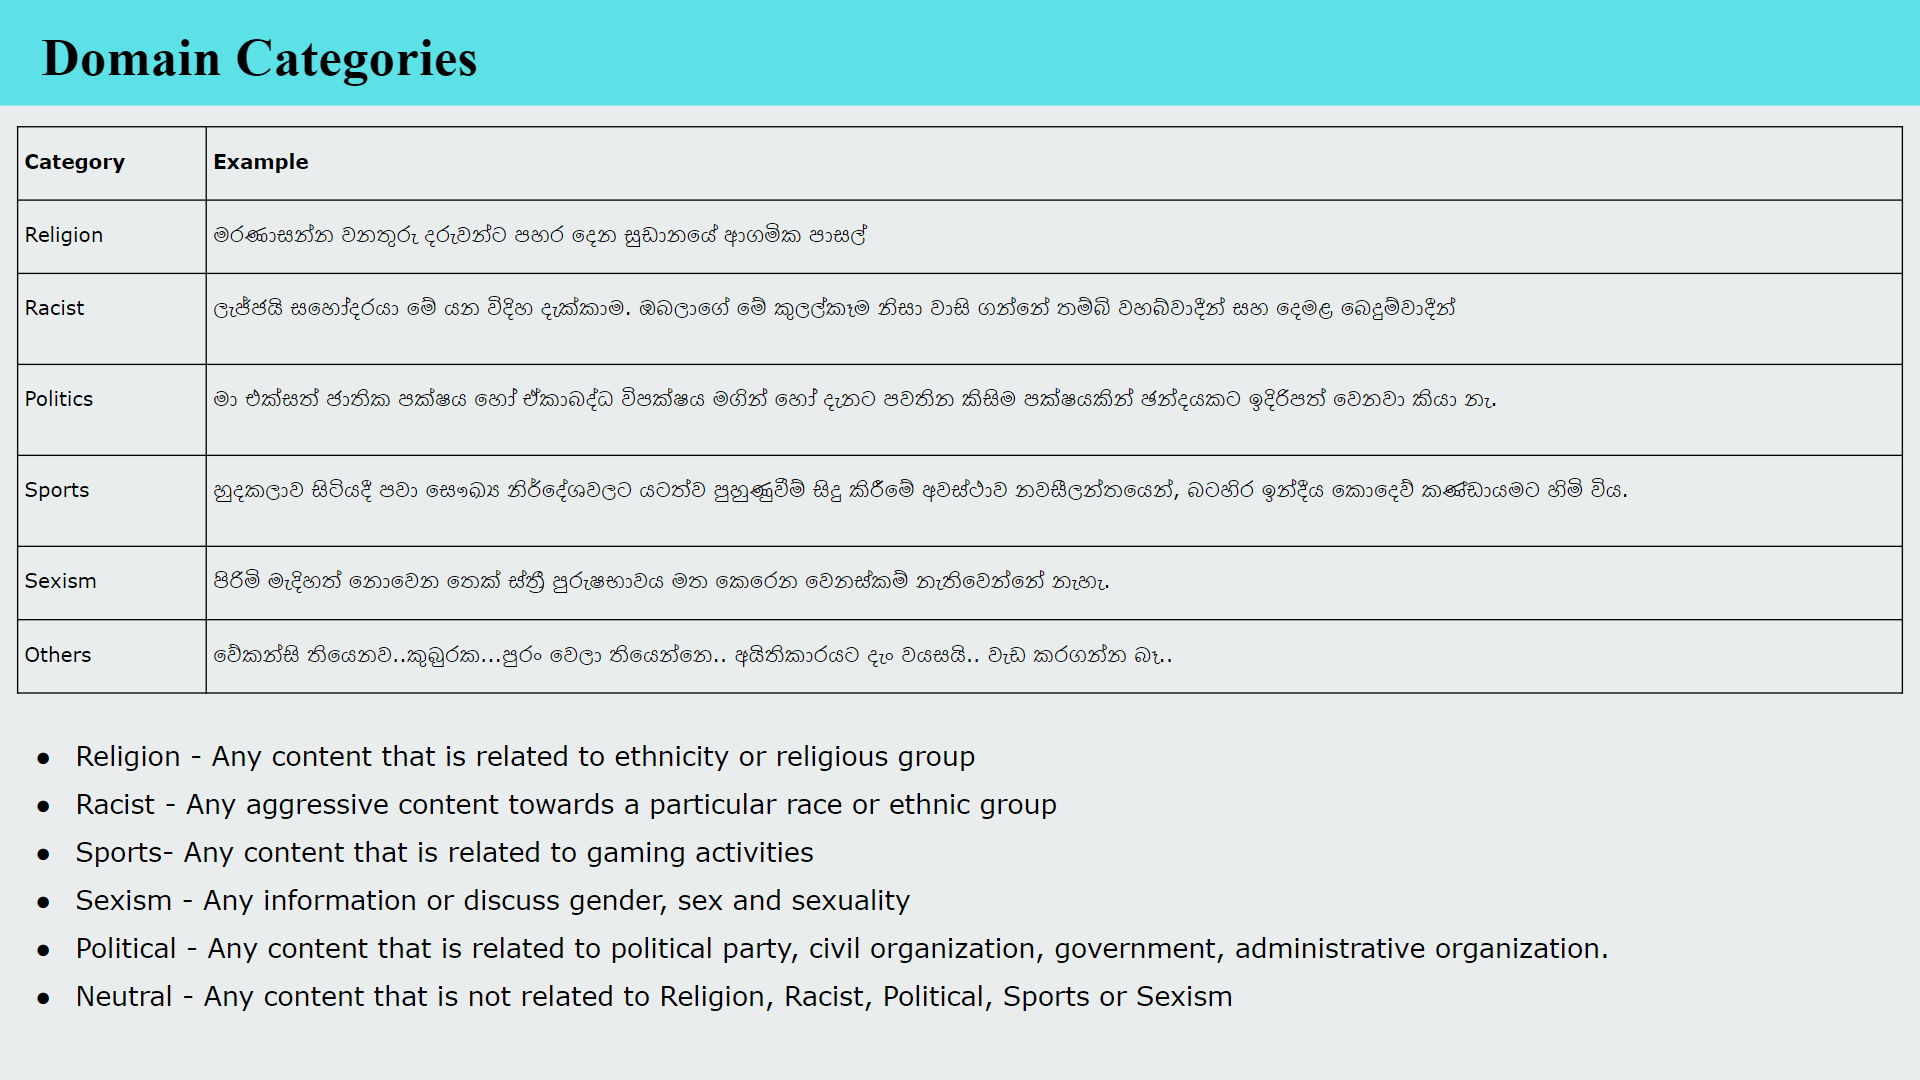 Domain Categories
Category Example
Religion මරණාසන්න වනතුරු දරුවන්ට පහර දෙන සුඩානයේ ආගමික පාසල්
Racist ලැජ්ජයි සහෝදරයා මේ යන විදිහ දැක්කාම. ඔබලාගේ මේ කුලල්කෑම නිසා වාසි ගන්නේ තම්බි වහබ්වාදීන් සහ දෙමළ බෙදුම්වාදීන්
Politics මා එක්සත් ජාතික පක්ෂය හෝ ඒකාබද්ධ විපක්ෂය මගින් හෝ දැනට පවතින කිසිම පක්ෂයකින් ඡන්දයකට ඉදිරිපත් වෙනවා කියා නැ.
Sports හුදකලාව සිටියදී පවා සෞඛ්‍ය නිර්දේශවලට යටත්ව පුහුණුවීම් සිදු කිරීමේ අවස්ථාව නවසීලන්තයෙන්, බටහිර ඉන්දීය කොදෙව් කණ්ඩායමට හිමි විය.
Sexism පිරිමි මැදිහත් නොවෙන තෙක් ස්ත්‍රී පුරුෂභාවය මත කෙරෙන වෙනස්කම් නැතිවෙන්නේ නැහැ.
Others වේකන්සි තියෙනව..කුබුරක...පුරං වෙලා තියෙන්නෙ.. අයිතිකාරයට දැං වයසයි.. වැඩ කරගන්න බෑ..
● Religion - Any content that is related to ethnicity or religious group
● Racist - Any aggressive content towards a particular race or ethnic group
● Sports- Any content that is related to gaming activities
● Sexism - Any information or discuss gender, sex and sexuality
● Political - Any content that is related to political party, civil organization, government, administrative organization.
● Neutral - Any content that is not related to Religion, Racist, Political, Sports or Sexism